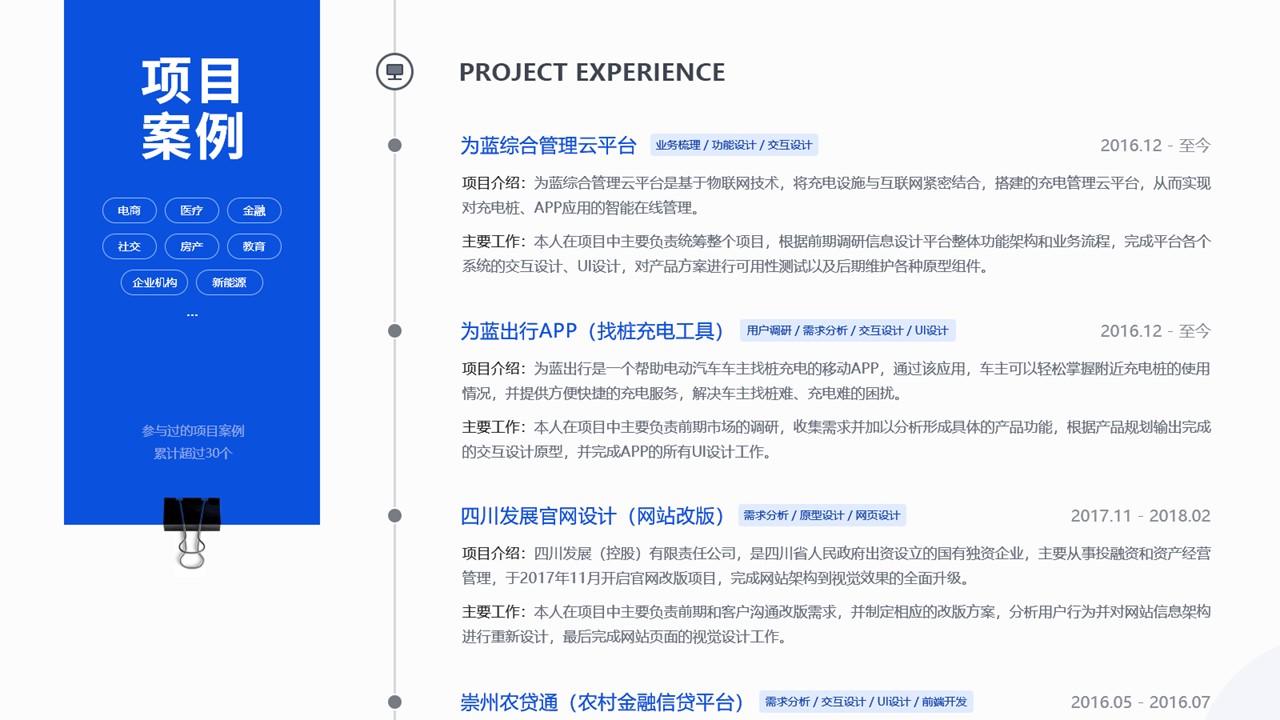 项目
案例
电商 医疗 金融
社交 房产 教育
企业机构 新能源
...
参与过的项目案例
累计超过30个
PROJECT EXPERIENCE
为蓝综合管理云平台 业务梳理 / 功能设计 / 交互设计 2016.12 - 至今
项目介绍：为蓝综合管理云平台是基于物联网技术，将充电设施与互联网紧密结合，搭建的充电管理云平台，从而实现
对充电桩、APP应用的智能在线管理。
主要工作：本人在项目中主要负责统筹整个项目，根据前期调研信息设计平台整体功能架构和业务流程，完成平台各个
系统的交互设计、UI设计，对产品方案进行可用性测试以及后期维护各种原型组件。
为蓝出行APP（找桩充电工具） 用户调研 / 需求分析 / 交互设计 / UI设计 2016.12 - 至今
项目介绍：为蓝出行是一个帮助电动汽车车主找桩充电的移动APP，通过该应用，车主可以轻松掌握附近充电桩的使用
情况，并提供方便快捷的充电服务，解决车主找桩难、充电难的困扰。
主要工作：本人在项目中主要负责前期市场的调研，收集需求并加以分析形成具体的产品功能，根据产品规划输出完成
的交互设计原型，并完成APP的所有UI设计工作。
四川发展官网设计（网站改版） 需求分析 / 原型设计 / 网页设计 2017.11 - 2018.02
项目介绍：四川发展（控股）有限责任公司，是四川省人民政府出资设立的国有独资企业，主要从事投融资和资产经营
管理，于2017年11月开启官网改版项目，完成网站架构到视觉效果的全面升级。
主要工作：本人在项目中主要负责前期和客户沟通改版需求，并制定相应的改版方案，分析用户行为并对网站信息架构
进行重新设计，最后完成网站页面的视觉设计工作。
崇州农贷通（农村金融信贷平台） 需求分析 / 交互设计 / UI设计 / 前端开发 2016.05 - 2016.07